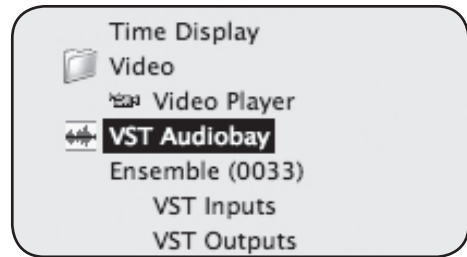 Time Display
Video
Video Player
VST Audiobay
Ensemble (0033)
VST Inputs
VST Outputs